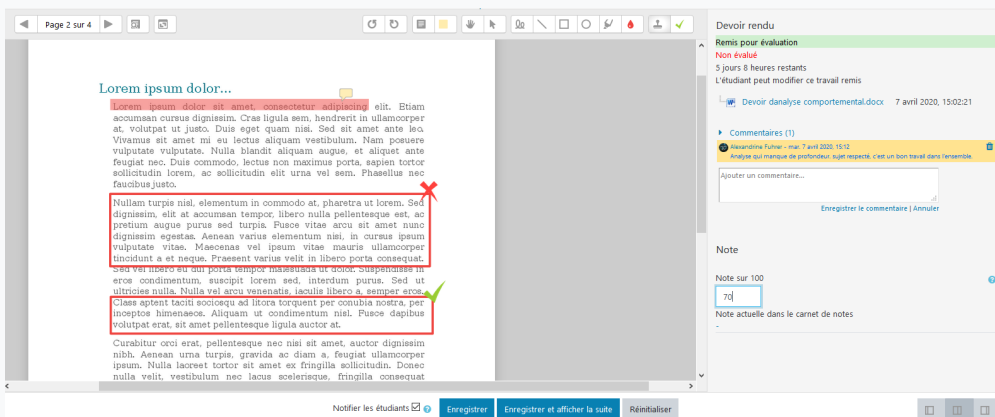 Page 2 sur 4
Lorem ipsum dolor...
Lorem ipsum dolor sit amet, consectetur adipiscing elit. Etiam
accumsan cursus dignissim. Cras ligula sem, hendrerit in ullamcorper
at, volutpat ut justo. Duis eget quam nisi. Sed sit amet ante leo.
Vivamus sit amet mi eu lectus aliquam vestibulum. Nam posuere
vulputate vulputate. Nulla blandit aliquam augue, et aliquet ante
feugiat nec. Duis commodo, lectus non maximus porta, sapien tortor
sollicitudin lorem, ac sollicitudin elit urna vel sem. Phasellus nec
faucibus justo.
Nullam turpis nisl, elementum in commodo at, pharetra ut lorem. Sed
dignissim, elit at accumsan tempor, libero nulla pellentesque est, ac
pretium augue purus sed turpis. Fusce vitae arcu sit amet nunc
dignissim egestas. Aenean varius elementum nisi, in cursus ipsum
vulputate vitae. Maecenas vel ipsum vitae mauris ullamcorper
tincidunt a et neque. Praesent varius velit in libero porta consequat.
Sed vel libero eu dui porta tempor malesuada ut dolor. Suspendisse in
eros condimentum, suscipit lorem sed, interdum purus. Sed ut
ultricies nulla. Nulla vel arcu venenatis, iaculis libero a, semper eros.
Class aptent taciti sociosqu ad litora torquent per conubia nostra, per
inceptos himenaeos. Aliquam ut condimentum nisl. Fusce dapibus
volutpat erat, sit amet pellentesque ligula auctor at.
Curabitur orci erat, pellentesque nec nisi sit amet, auctor dignissim
nibh. Aenean urna turpis, gravida ac diam a, feugiat ullamcorper
ipsum. Nulla laoreet tortor sit amet ex fringilla sollicitudin. Donec
nulla velit, vestibulum nec lacus scelerisque, fringilla consequat
Devoir rendu
Remis pour évaluation
Non évalué
5 jours 8 heures restants
L'étudiant peut modifier ce travail remis
Devoir danalyse comportemental.docx 7 avril 2020, 15:02:21
Commentaires (1)
Alexandrine Fuhrer - mar. 7 avril 2020, 15:12
Analyse qui manque de profondeur. sujet respecté. c'est un bon travail dans l'ensemble.
Ajouter un commentaire...
Enregistrer le commentaire | Annuler
Note
Note sur 100
70
Note actuelle dans le carnet de notes
-
Notifier les étudiants
Enregistrer
Enregistrer et afficher la suite
Réinitialiser